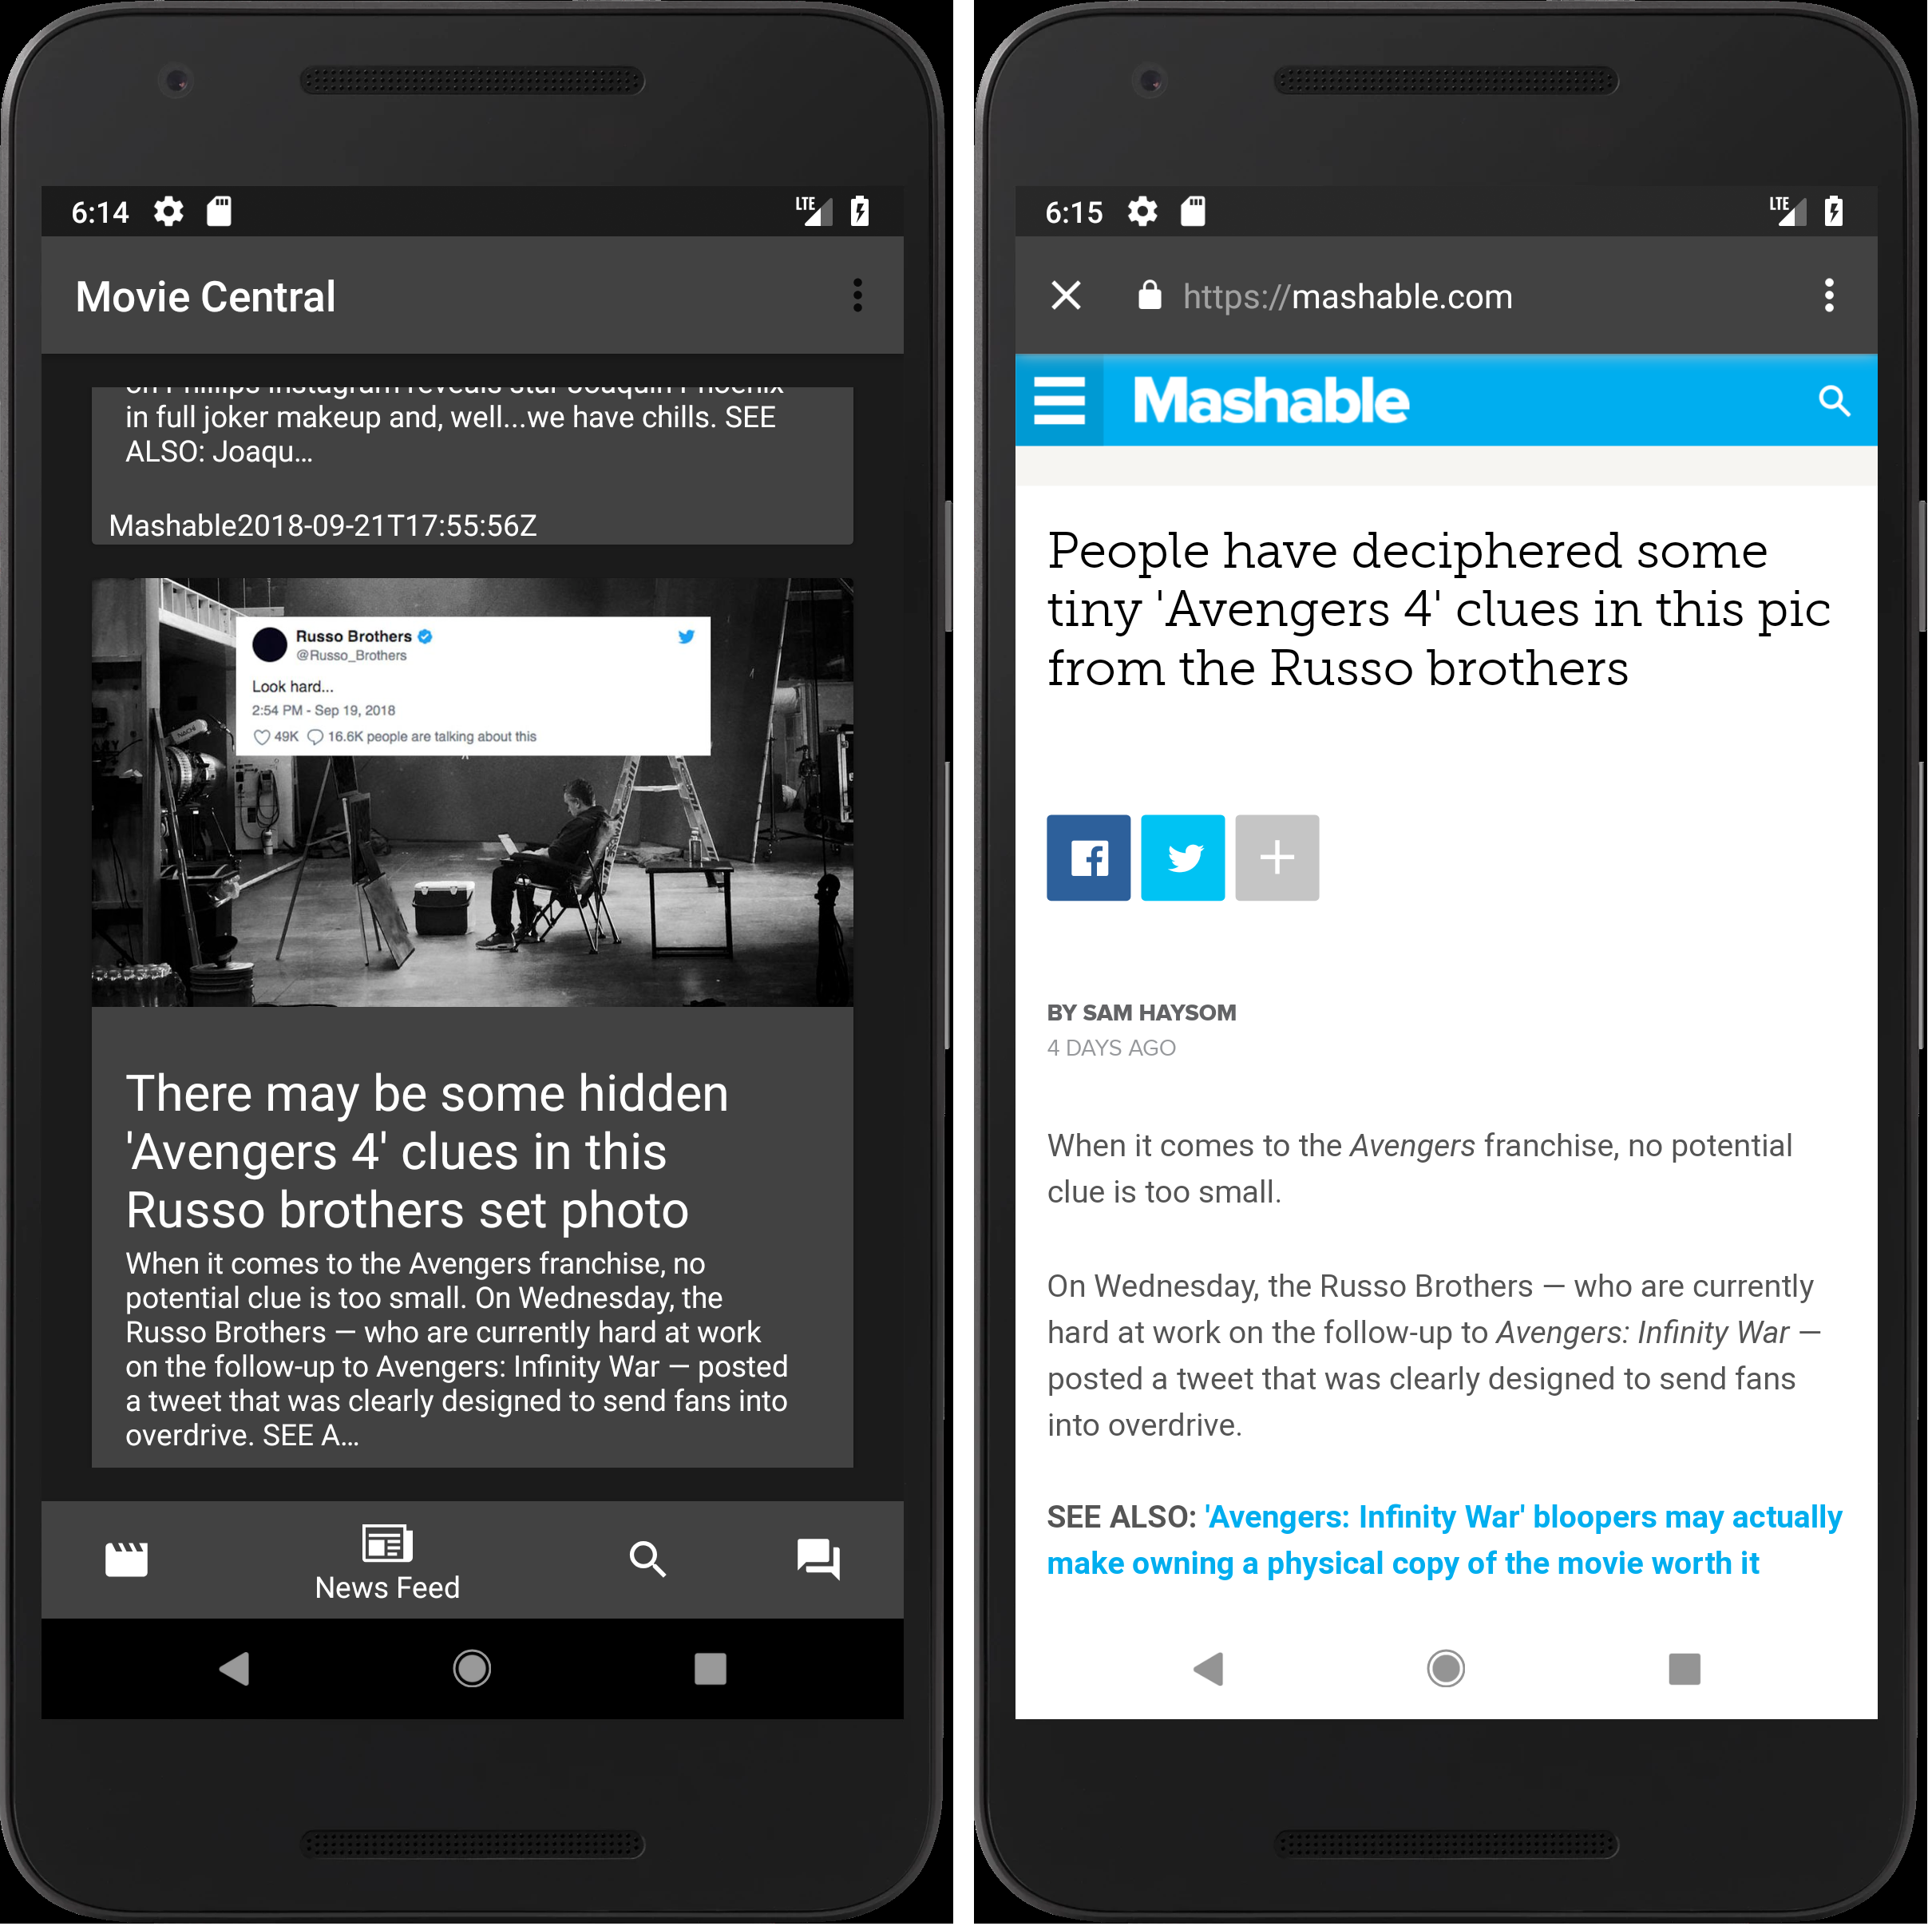 6:14
LTE
Movie Central
on Phillips Instagram reveals star Joaquin Phoenix
in full joker makeup and, well...we have chills. SEE
ALSO: Joaqu…
Mashable2018-09-21T17:55:56Z
Russo Brothers
@Russo_Brothers
Look hard...
2:54 PM - Sep 19, 2018
49K 16.6K people are talking about this
There may be some hidden
'Avengers 4' clues in this
Russo brothers set photo
When it comes to the Avengers franchise, no
potential clue is too small. On Wednesday, the
Russo Brothers — who are currently hard at work
on the follow-up to Avengers: Infinity War — posted
a tweet that was clearly designed to send fans into
overdrive. SEE A…
News Feed
6:15
LTE
https://mashable.com
Mashable
People have deciphered some
tiny 'Avengers 4' clues in this pic
from the Russo brothers
BY SAM HAYSOM
4 DAYS AGO
When it comes to the Avengers franchise, no potential
clue is too small.
On Wednesday, the Russo Brothers — who are currently
hard at work on the follow-up to Avengers: Infinity War —
posted a tweet that was clearly designed to send fans
into overdrive.
SEE ALSO: 'Avengers: Infinity War' bloopers may actually
make owning a physical copy of the movie worth it